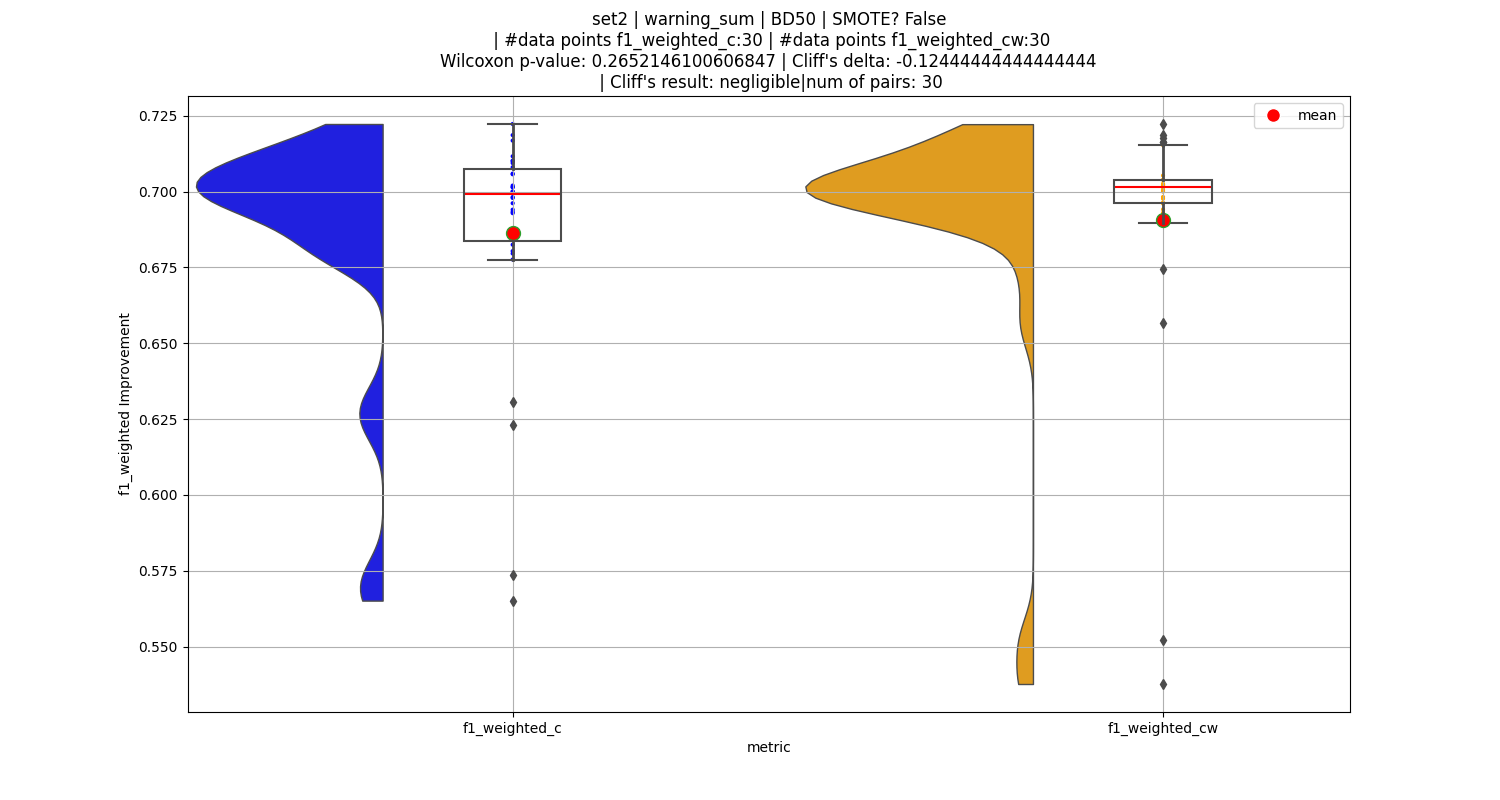 set2 | warning_sum | BD50 | SMOTE? False
| #data points f1_weighted_c:30 | #data points f1_weighted_cw:30
Wilcoxon p-value: 0.2652146100606847 | Cliff's delta: -0.12444444444444444
| Cliff's result: negligible|num of pairs: 30
mean
0.725
0.700
0.675
0.650
0.625
0.600
0.575
0.550
f1_weighted Improvement
f1_weighted_c
f1_weighted_cw
metric